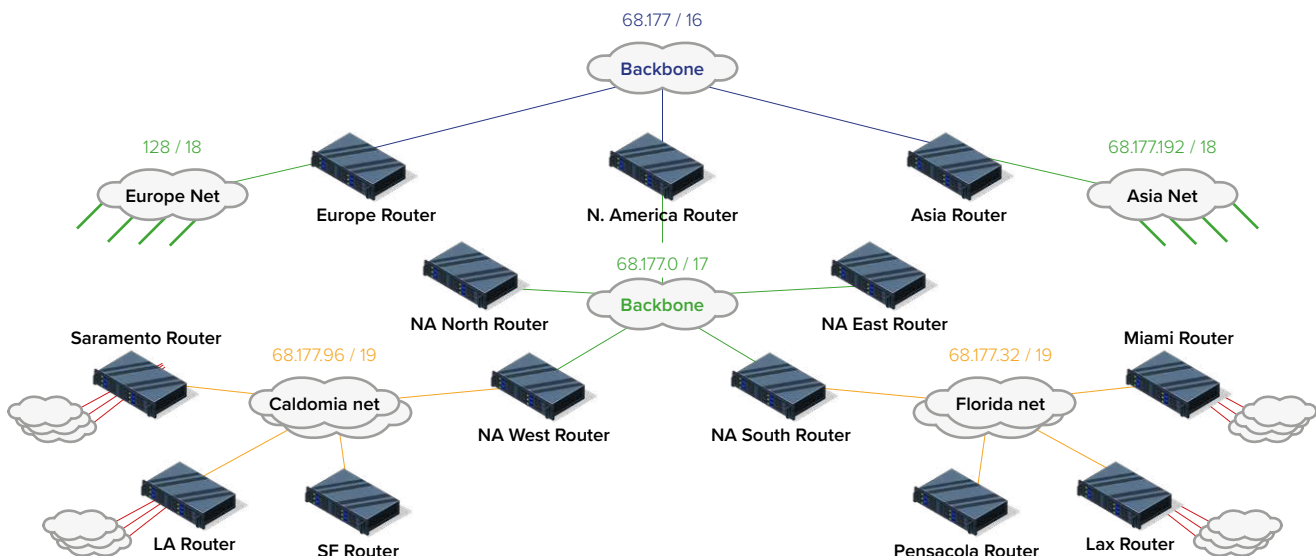 68.177 / 16
Backbone
128 / 18
68.177.192 / 18
Europe Net
Asia Net
Europe Router
N. America Router
Asia Router
68.177.0 / 17
Backbone
NA North Router
NA East Router
Saramento Router
Miami Router
68.177.96 / 19
68.177.32 / 19
Caldomia net
Florida net
NA West Router
NA South Router
LA Router
SF Router
Pensacola Router
Lax Router